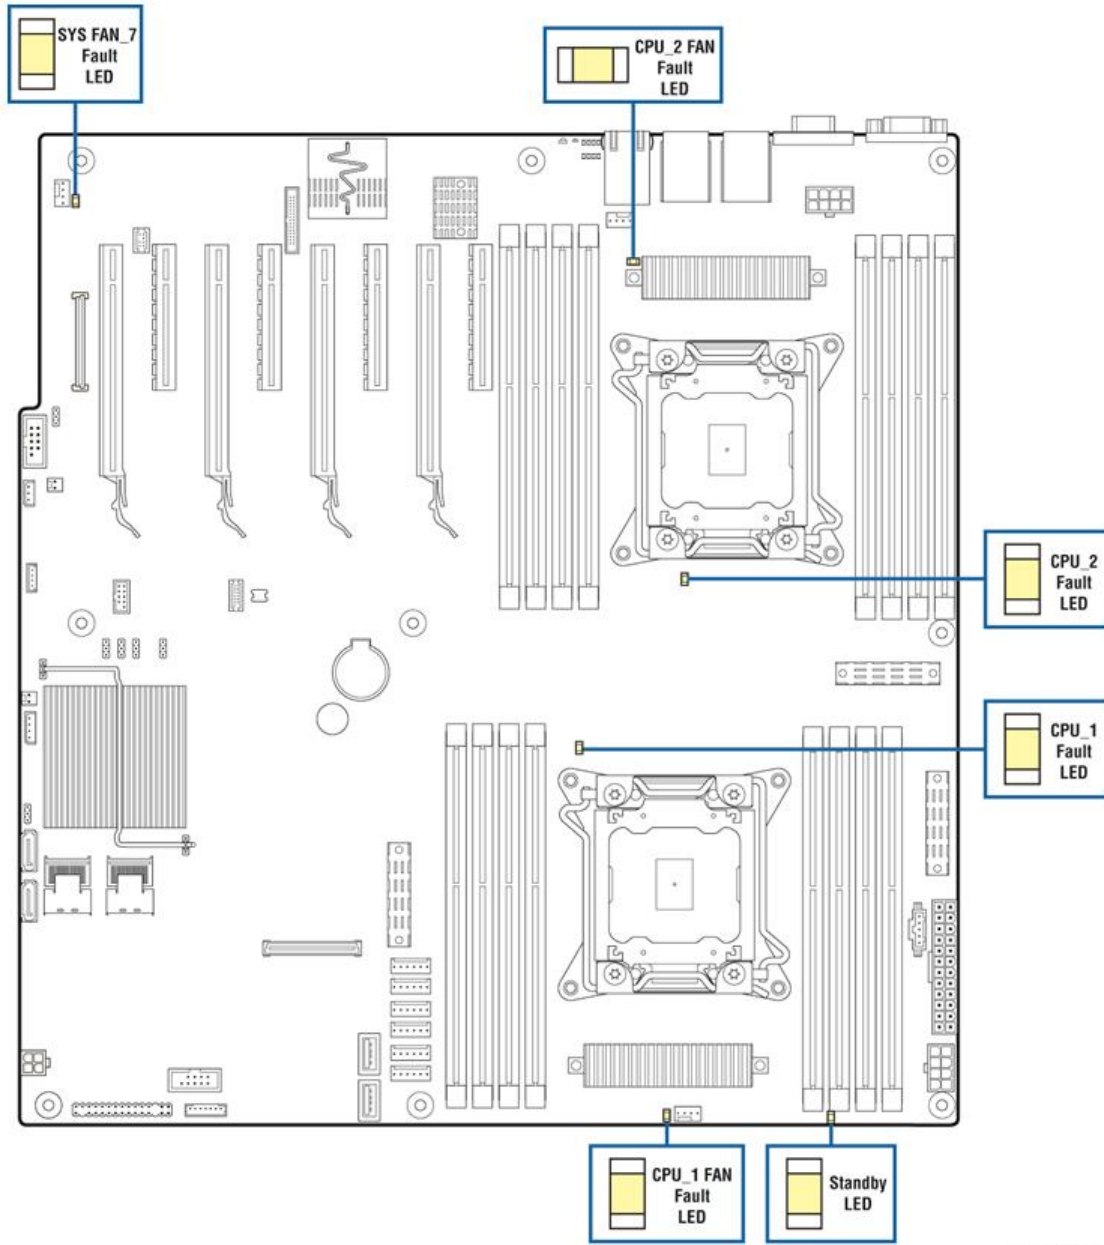 SYS FAN_7
Fault
LED
CPU_2 FAN
Fault
LED
CPU_2
Fault
LED
CPU_1
Fault
LED
CPU_1 FAN
Fault
LED
Standby
LED